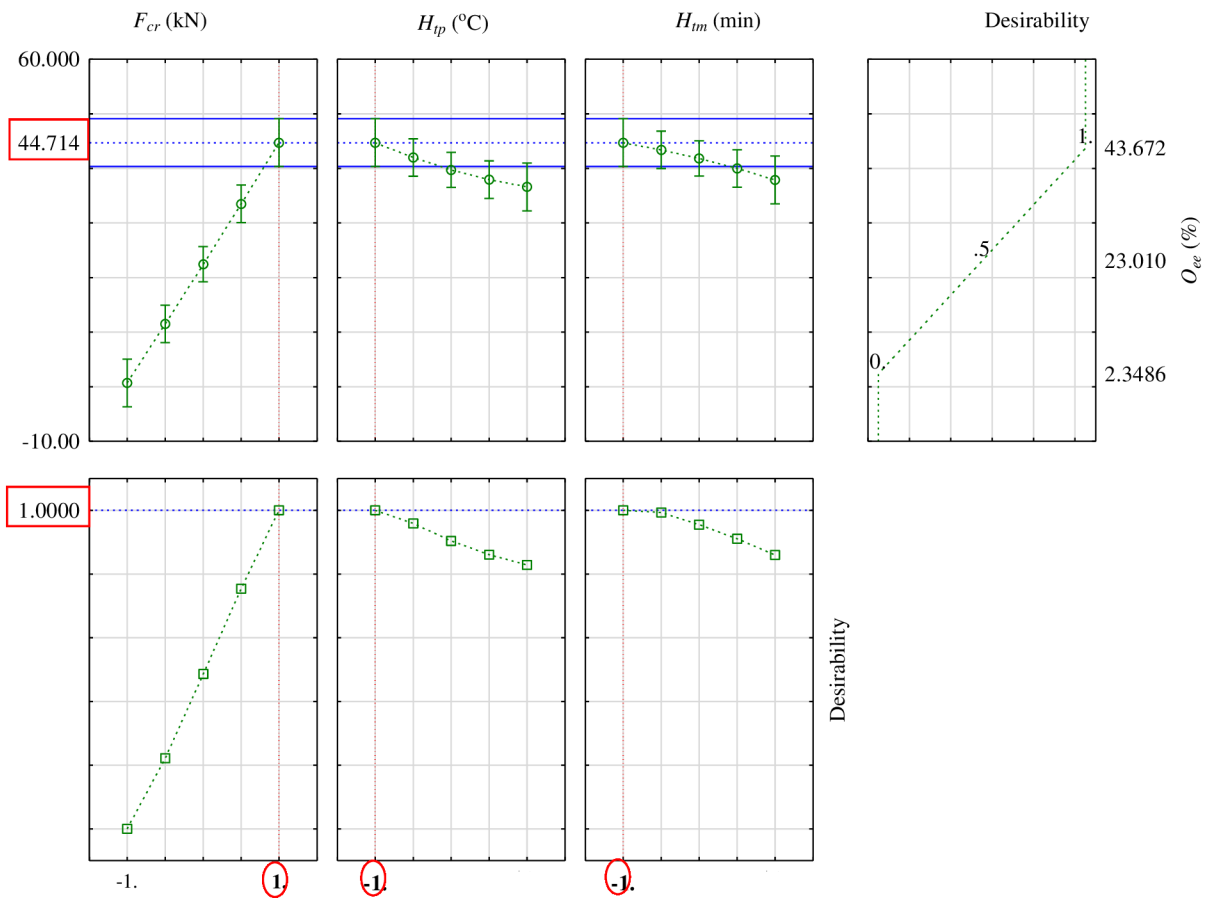 F_cr (kN) H_tp (°C) H_tm (min) Desirability
60.000
44.714
-10.00
1.
43.672
.5
23.010
0.
2.3486
O_ee (%)
1.0000
Desirability
-1. 1. -1. -1.